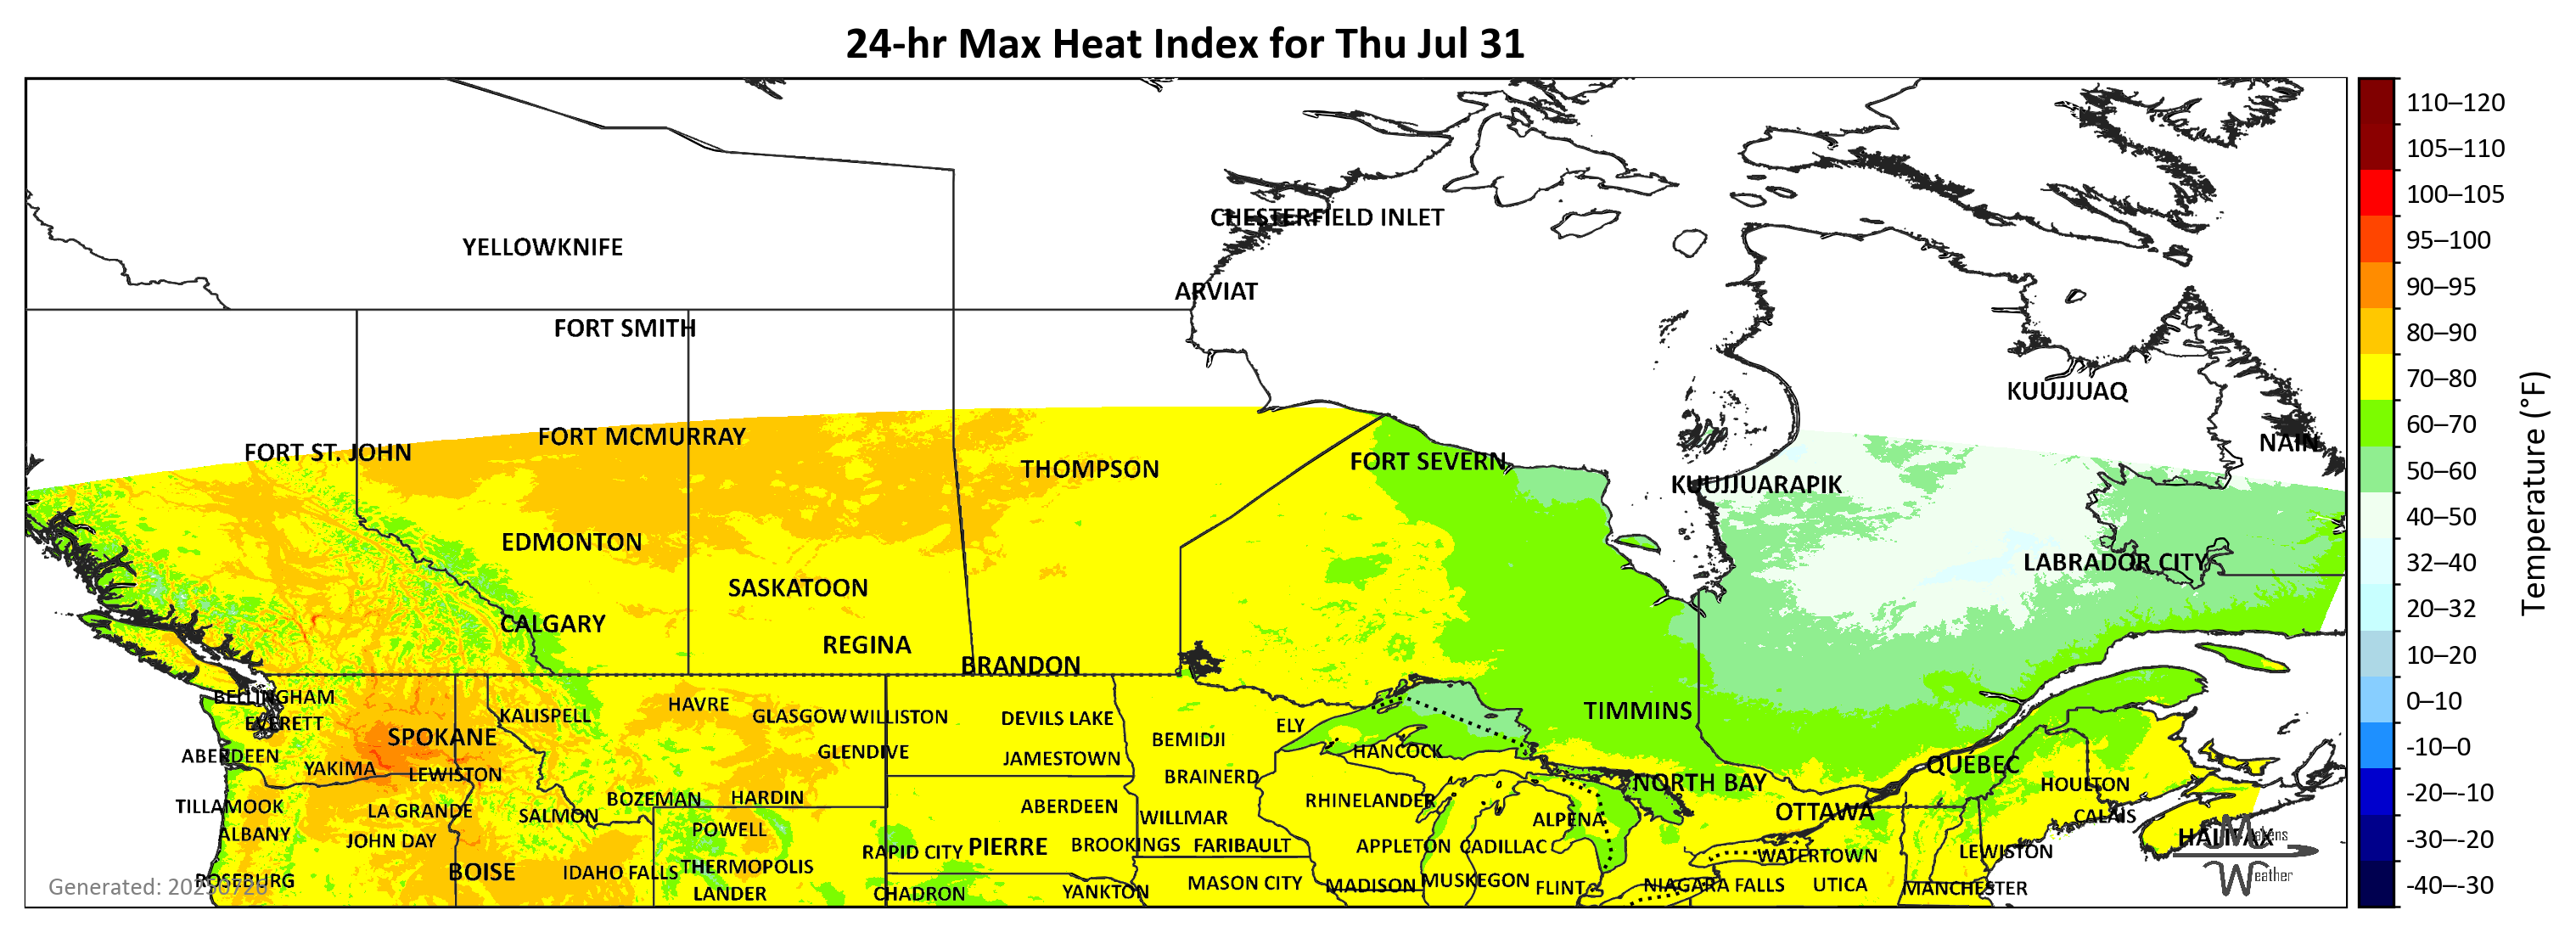 24-hr Max Heat Index for Thu Jul 31
CHESTERFIELD INLET
YELLOWKNIFE
ARVIAT
FORT SMITH
KUUJJUAQ
FORT MCMURRAY
NAIN
FORT ST. JOHN
FORT SEVERN
THOMPSON
KUUJJUARAPIK
EDMONTON
LABRADOR CITY
SASKATOON
CALGARY
REGINA
BRANDON
BELLINGHAM
HAVRE
TIMMINS
KALISPELL
GLASGOW
WILLISTON
DEVILS LAKE
EVERETT
ELY
SPOKANE
BEMIDJI
HANCOCK
GLENDIVE
ABERDEEN
JAMESTOWN
QUEBEC
YAKIMA
LEWISTON
BRAINERD
NORTH BAY
HOULTON
BOZEMAN
HARDIN
RHINELANDER
TILLAMOOK
LA GRANDE
ABERDEEN
OTTAWA
SALMON
WILLMAR
ALPENA
CALAIS
POWELL
ALBANY
HALIFAX
Makens
JOHN DAY
RAPID CITY
PIERRE
BROOKINGS
FARIBAULT
APPLETON
CADILLAC
WATERTOWN
LEWISTON
BOISE
IDAHO FALLS
THERMOPOLIS
Weather
ROSEBURG
Generated: 20250726
MASON CITY
MADISON
MUSKEGON
FLINT
NIAGARA FALLS
UTICA
MANCHESTER
LANDER
CHADRON
YANKTON
110–120
105–110
100–105
95–100
90–95
80–90
70–80
60–70
50–60
40–50
32–40
20–32
10–20
0–10
-10–0
-20–-10
-30–-20
-40–-30
Temperature (°F)